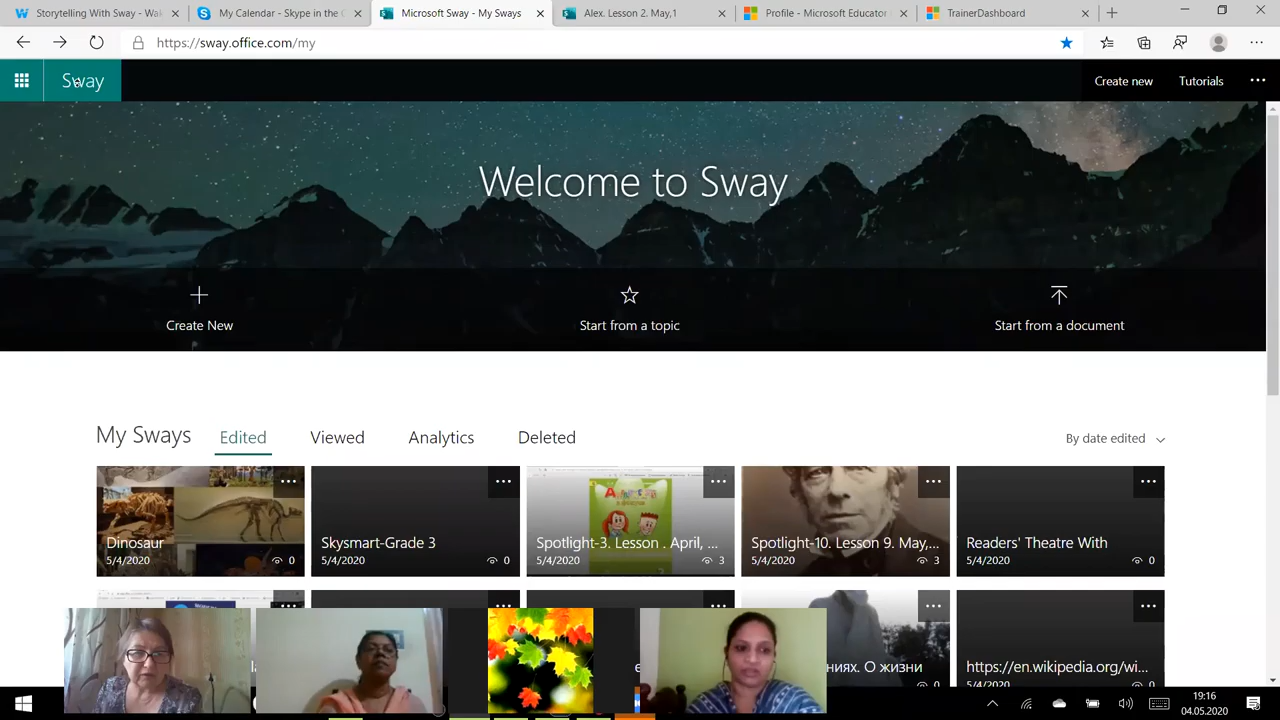 Storytelling With Sway - Wak
My Calendar - Skype in the C
Microsoft Sway - My Sways
Alex. Lesson 2. May,1
Profile - Microsoft Educator
TrainerDashboard
https://sway.office.com/my
Sway
Create new
Tutorials
Welcome to Sway
Create New
Start from a topic
Start from a document
My Sways
Edited
Viewed
Analytics
Deleted
By date edited
Dinosaur
5/4/2020
0
Skysmart-Grade 3
5/4/2020
0
Spotlight-3. Lesson . April, ...
5/4/2020
3
Spotlight-10. Lesson 9. May,...
5/4/2020
3
Readers' Theatre With
5/4/2020
0
ниях. О жизни
0
https://en.wikipedia.org/wi...
0
19:16
04.05.2020